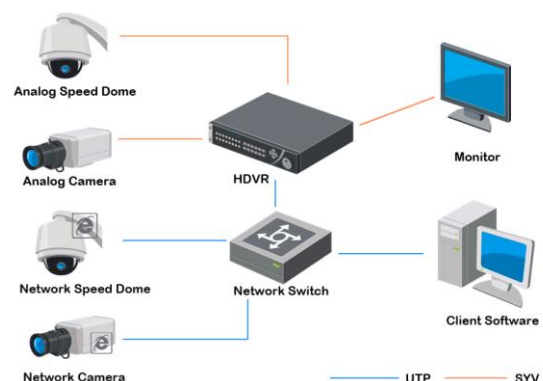 Analog Speed Dome
Analog Camera
HDVR
Monitor
Network Speed Dome
Network Switch
Client Software
Network Camera
UTP
SYV